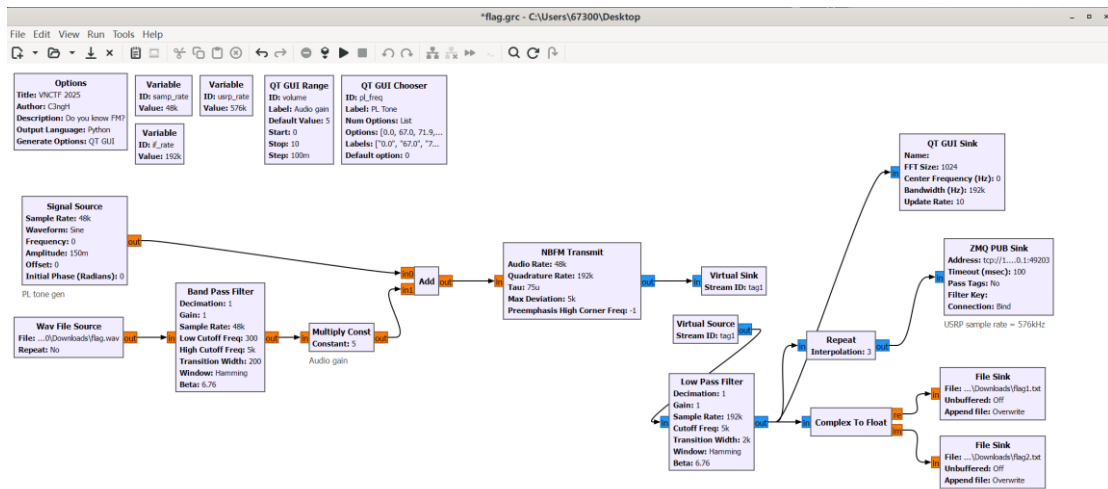 *flag.grc - C:\Users\67300\Desktop
File Edit View Run Tools Help
Options
Title: VNCTF 2025
Author: C3ngH
Description: Do you know FM?
Output Language: Python
Generate Options: QT GUI
Variable
ID: samp_rate
Value: 48k
Variable
ID: usrp_rate
Value: 576k
Variable
ID: if_rate
Value: 192k
QT GUI Range
ID: volume
Label: Audio gain
Default Value: 5
Start: 0
Stop: 10
Step: 100m
QT GUI Chooser
ID: pl_freq
Label: PL Tone
Num Options: List
Options: [0.0, 67.0, 71.9,...
Labels: ["0.0", "67.0", "7...
Default option: 0
QT GUI Sink
Name:
FFT Size: 1024
Center Frequency (Hz): 0
Bandwidth (Hz): 192k
Update Rate: 10
in
Signal Source
Sample Rate: 48k
Waveform: Sine
Frequency: 0
Amplitude: 150m
Offset: 0
Initial Phase (Radians): 0
out
PL tone gen
Wav File Source
File: ...0\Downloads\flag.wav
Repeat: No
out
Band Pass Filter
Decimation: 1
Gain: 1
Sample Rate: 48k
Low Cutoff Freq: 300
High Cutoff Freq: 5k
Transition Width: 200
Window: Hamming
Beta: 6.76
in
out
Multiply Const
Constant: 5
in
out
Audio gain
Add
in0
in1
out
NBFM Transmit
Audio Rate: 48k
Quadrature Rate: 192k
Tau: 75u
Max Deviation: 5k
Preemphasis High Corner Freq: -1
in
out
Virtual Sink
Stream ID: tag1
in
Virtual Source
Stream ID: tag1
out
Low Pass Filter
Decimation: 1
Gain: 1
Sample Rate: 192k
Cutoff Freq: 5k
Transition Width: 2k
Window: Hamming
Beta: 6.76
in
out
Repeat
Interpolation: 3
in
out
ZMQ PUB Sink
Address: tcp://1....0.1:49203
Timeout (msec): 100
Pass Tags: No
Filter Key:
Connection: Bind
in
USRP sample rate = 576kHz
Complex To Float
in
re
im
File Sink
File: ...\Downloads\flag1.txt
Unbuffered: Off
Append file: Overwrite
in
File Sink
File: ...\Downloads\flag2.txt
Unbuffered: Off
Append file: Overwrite
in